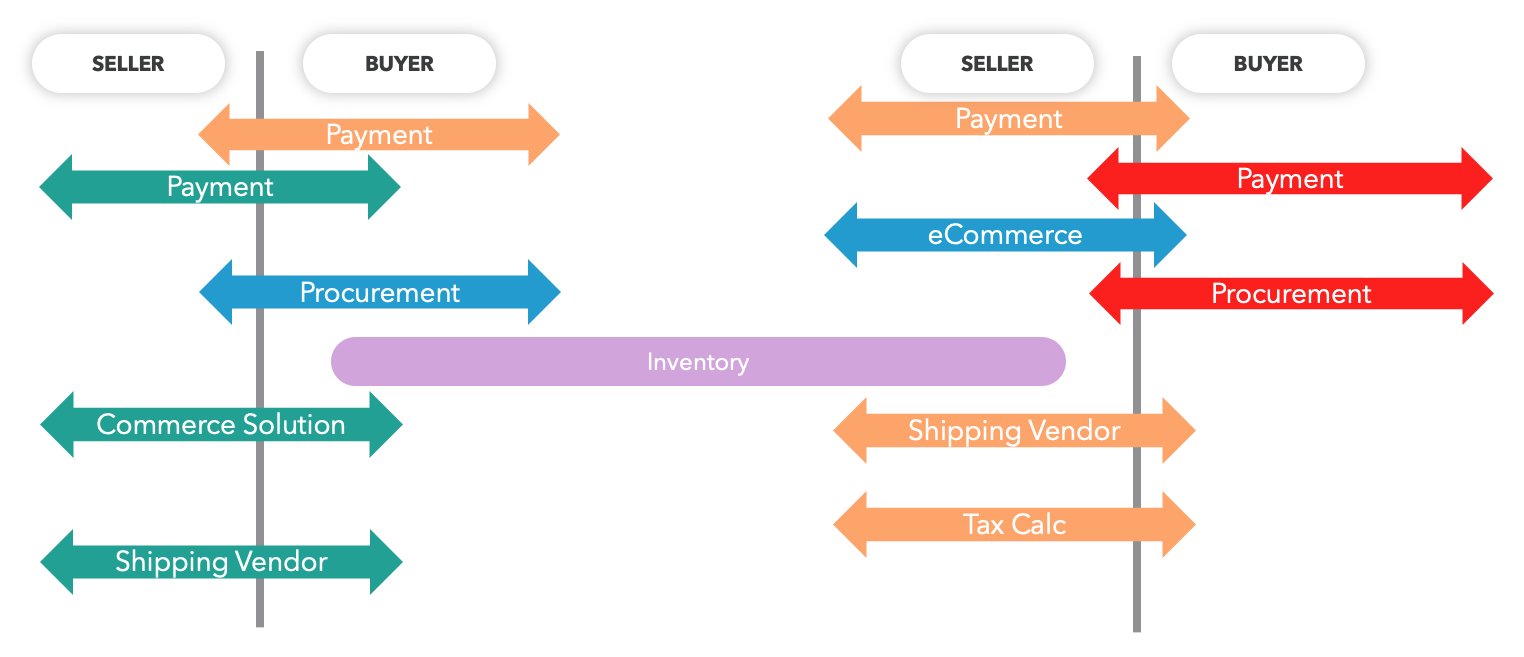 SELLER
BUYER
SELLER
BUYER
Payment
Payment
Payment
Payment
eCommerce
Procurement
Procurement
Inventory
Commerce Solution
Shipping Vendor
Tax Calc
Shipping Vendor